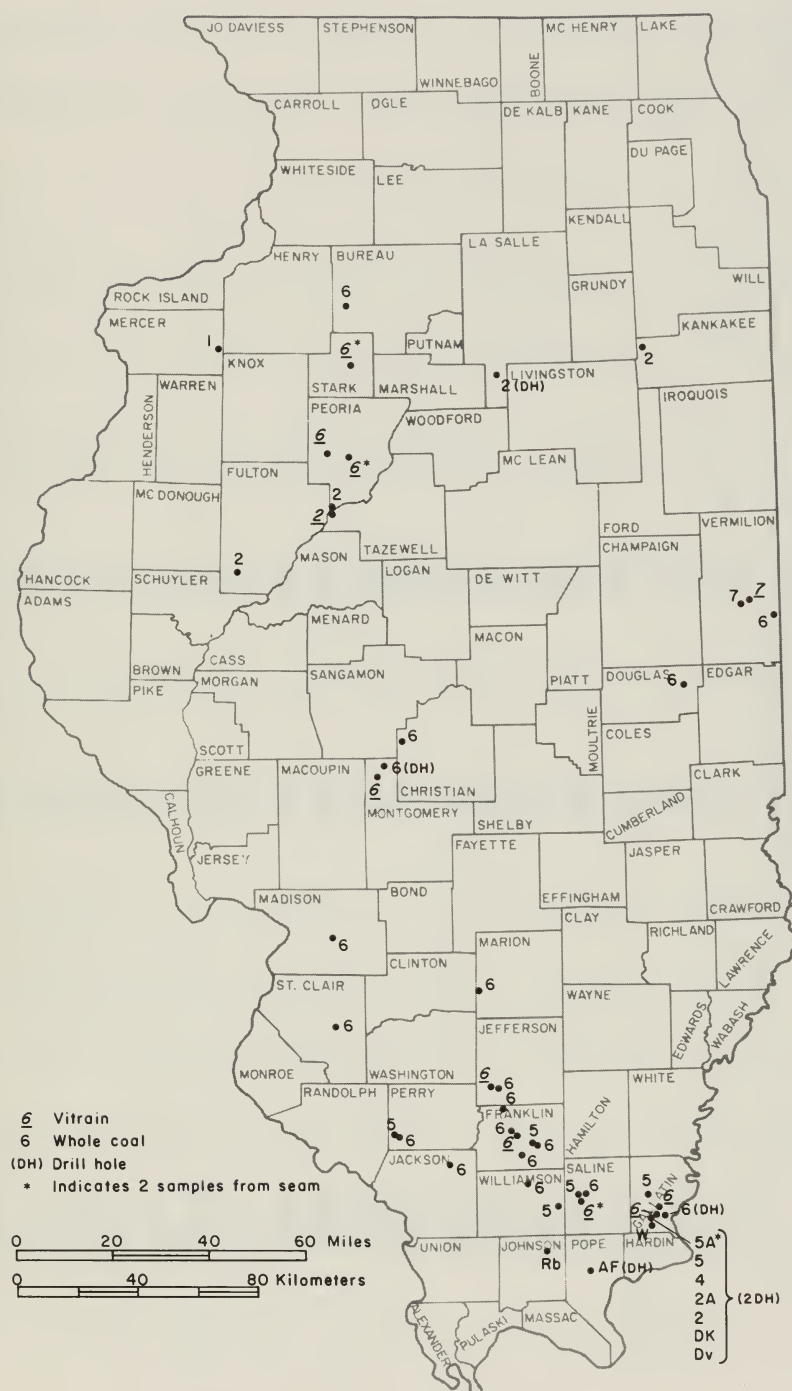 JO DAVIESS
STEPHENSON
WINNEBAGO
BOONE
MC HENRY
LAKE
CARROLL
OGLE
DE KALB
KANE
COOK
DU PAGE
WHITESIDE
LEE
KENDALL
ROCK ISLAND
HENRY
BUREAU
LA SALLE
GRUNDY
WILL
6
MERCER
1
KNOX
STARK
6*
PUTNAM
MARSHALL
2 (DH)
LIVINGSTON
KANKAKEE
2
HENDERSON
WARREN
PEORIA
6
6*
WOODFORD
IROQUOIS
FULTON
2
2
MC LEAN
HANCOCK
MC DONOUGH
2
MASON
TAZEWELL
FORD
VERMILION
ADAMS
SCHUYLER
LOGAN
DE WITT
CHAMPAIGN
7
7
6
BROWN
CASS
MENARD
MACON
PIATT
PIKE
MORGAN
SANGAMON
MOULTRIE
DOUGLAS
6
EDGAR
SCOTT
6
COLES
GREENE
MACOUPIN
6 (DH)
6
CHRISTIAN
CLARK
CALHOUN
MONTGOMERY
SHELBY
CUMBERLAND
JERSEY
FAYETTE
JASPER
MADISON
BOND
EFFINGHAM
CRAWFORD
6
CLAY
RICHLAND
LAWRENCE
CLINTON
MARION
ST. CLAIR
6
WAYNE
EDWARDS
WABASH
6
JEFFERSON
MONROE
WASHINGTON
WHITE
RANDOLPH
PERRY
6
6
6
HAMILTON
5
6
FRANKLIN
6
6
5
6
6
JACKSON
6
WILLIAMSON
6
5
SALINE
5
6
6*
GALLATIN
5
6
6
6 (DH)
W
UNION
JOHNSON
Rb
POPE
AF (DH)
HARDIN
ALEXANDER
PULASKI
MASSAC
5A*
5
4
2A
2
DK
Dv
(2DH)
6 Vitrain
6 Whole coal
(DH) Drill hole
* Indicates 2 samples from seam
0 20 40 60 Miles
0 20 40 60 80 Kilometers